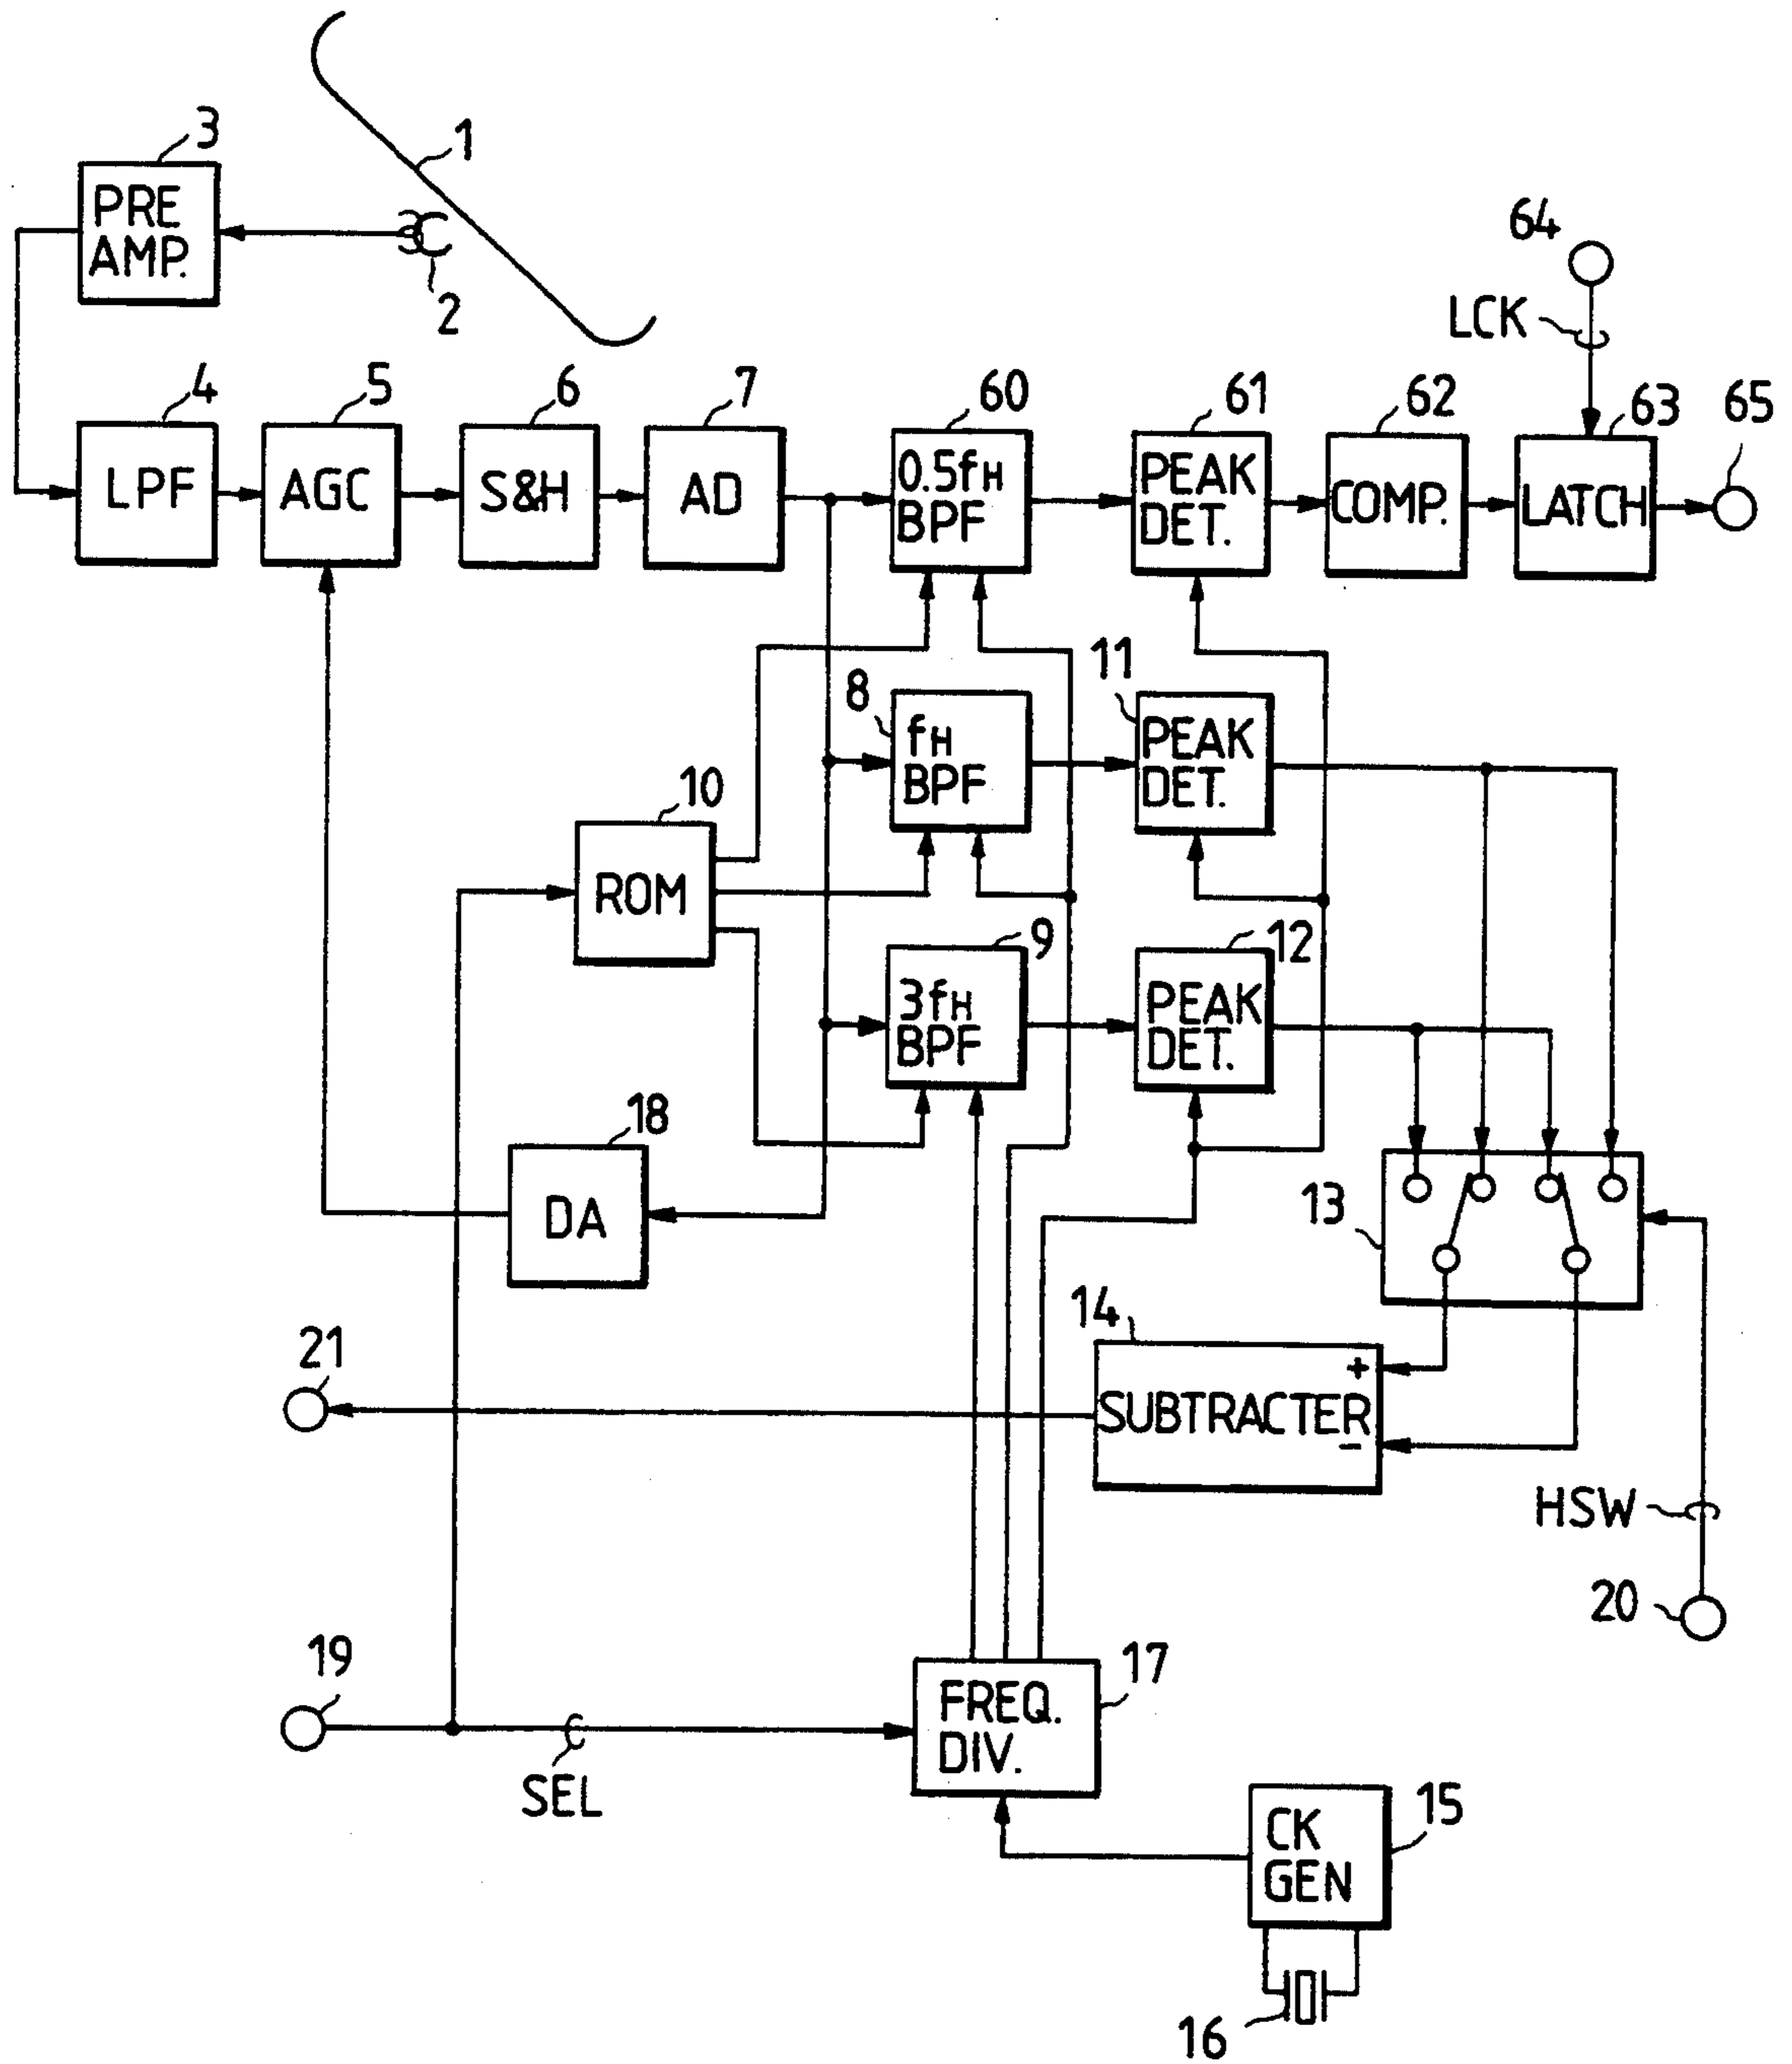 1
3
PRE
AMP.
2
64
LCK
4
5
6
7
60
61
62
63
65
LPF
AGC
S&H
AD
0.5fH
BPF
PEAK
DET.
COMP.
LATCH
8
11
fH
BPF
PEAK
DET.
10
ROM
9
12
3fH
BPF
PEAK
DET.
18
DA
13
14
21
+
SUBTRACTER
−
HSW
20
19
17
FREQ.
DIV.
SEL
15
CK
GEN
16